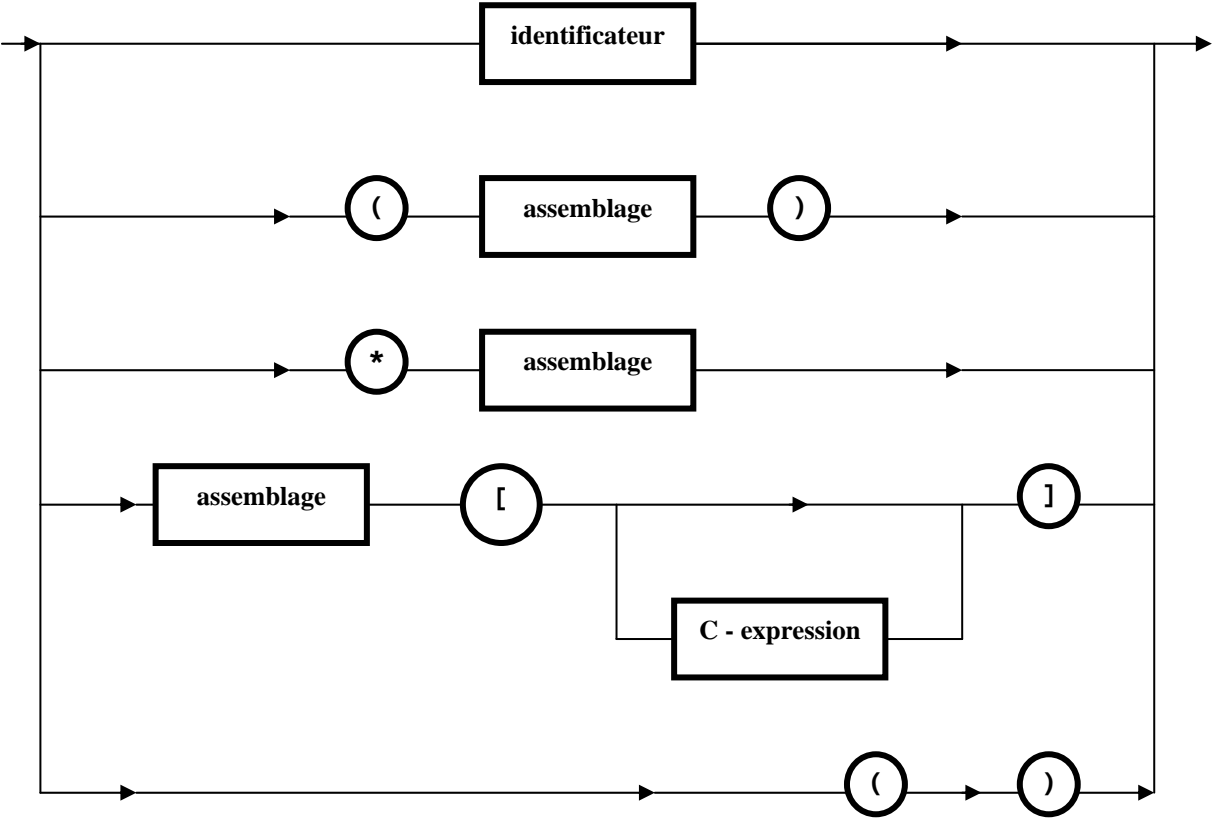 identificateur
( assemblage )
* assemblage
assemblage [ ]
C - expression
( )